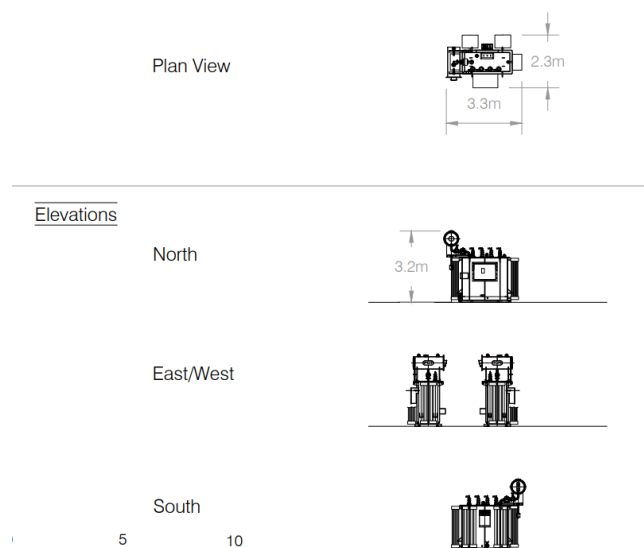 Plan View
2.3m
3.3m
Elevations
North
3.2m
East/West
South
5
10